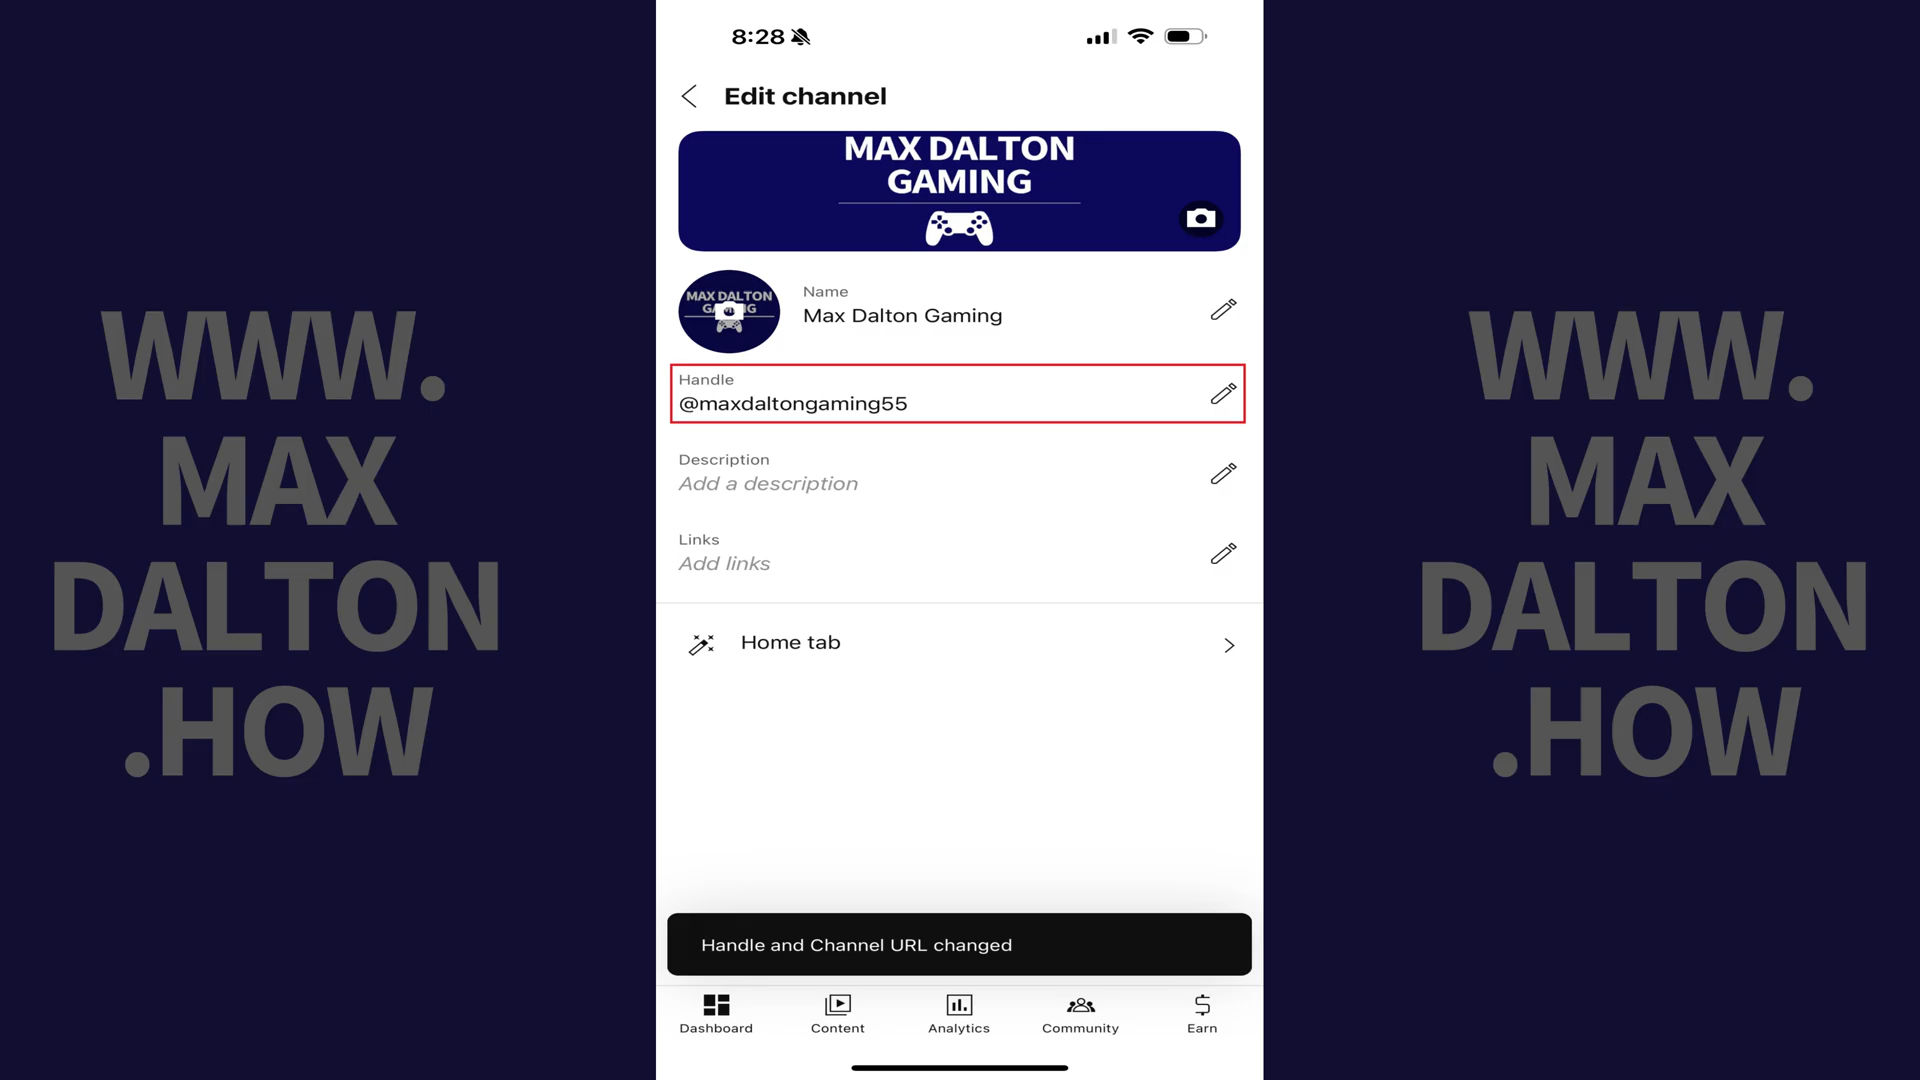 WWW.
MAX
DALTON
.HOW
8:28
Edit channel
MAX DALTON
GAMING
MAX DALTON
Name
Max Dalton Gaming
Handle
@maxdaltongaming55
Description
Add a description
Links
Add links
Home tab
Handle and Channel URL changed
Dashboard
Content
Analytics
Community
Earn
WWW.
MAX
DALTON
.HOW